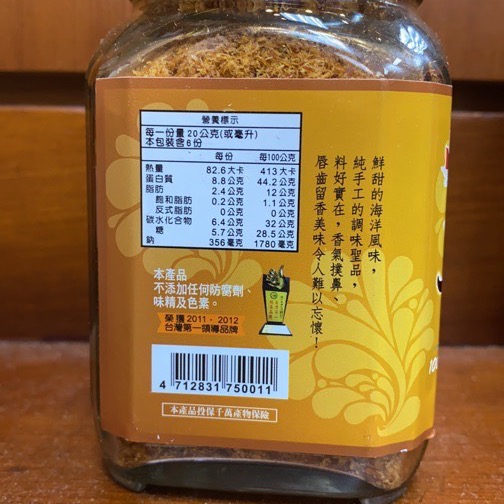 營養標示
每一份量20公克(或毫升)
本包裝含6份
每份 每100公克
熱量 82.6大卡 413大卡
蛋白質 8.8公克 44.2公克
脂肪 2.4公克 12公克
飽和脂肪 0.2公克 1.1公克
反式脂肪 0公克 0公克
碳水化合物 6.4公克 32公克
糖 5.7公克 28.5公克
鈉 356毫克 1780毫克
鮮甜的海洋風味，
純手工的調味聖品，
料好實在，香氣撲鼻、
唇齒留香美味令人難以忘懷！
本產品
不添加任何防腐劑、
味精及色素。
榮獲2011、2012
台灣第一領導品牌
4 712831 750011
本產品投保千萬產物保險